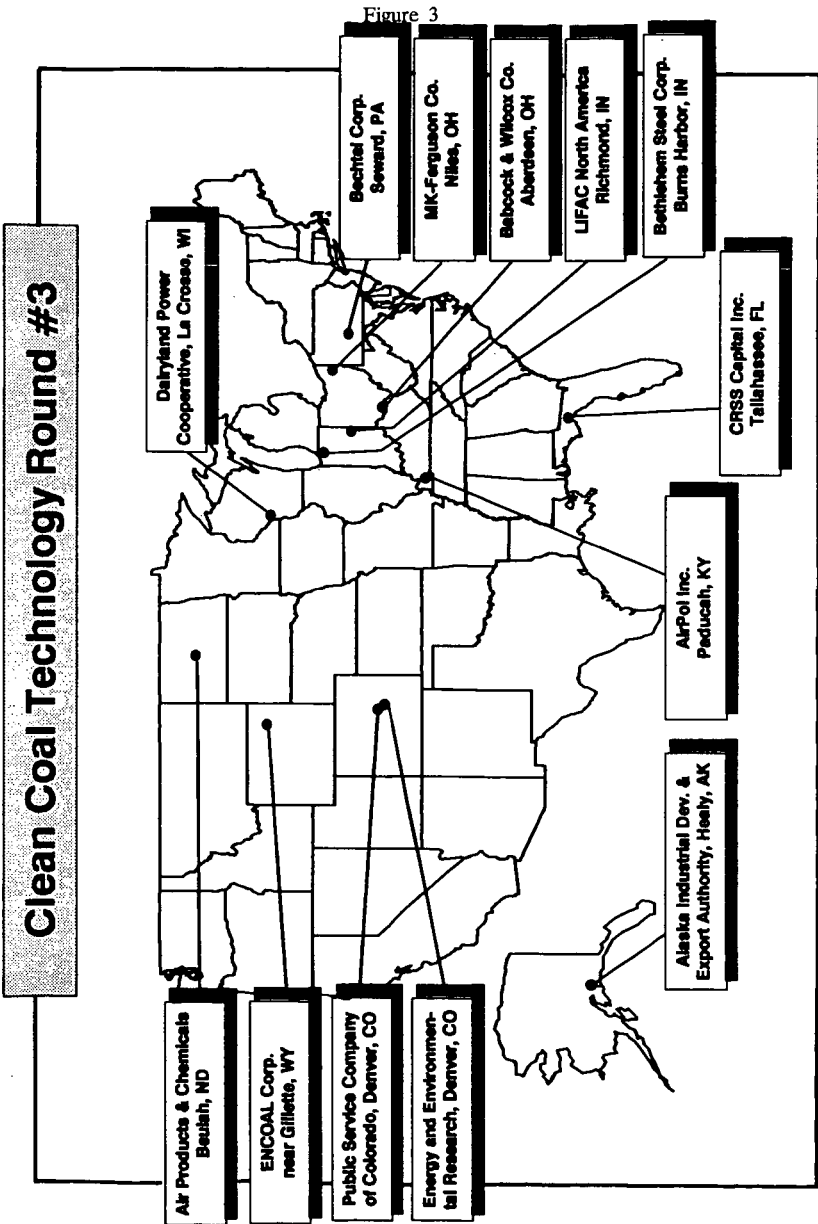 Figure 3
Clean Coal Technology Round #3
Dairyland Power
Cooperative, La Crosse, WI
Bechtel Corp.
Seward, PA
MK-Ferguson Co.
Niles, OH
Babcock & Wilcox Co.
Aberdeen, OH
LIFAC North America
Richmond, IN
Bethlehem Steel Corp.
Burns Harbor, IN
Air Products & Chemicals
Beulah, ND
ENCOAL Corp.
near Gillette, WY
Public Service Company
of Colorado, Denver, CO
Energy and Environmen-
tal Research, Denver, CO
Alaska Industrial Dev. &
Export Authority, Healy, AK
AirPol Inc.
Paducah, KY
CRSS Capital Inc.
Tallahassee, FL